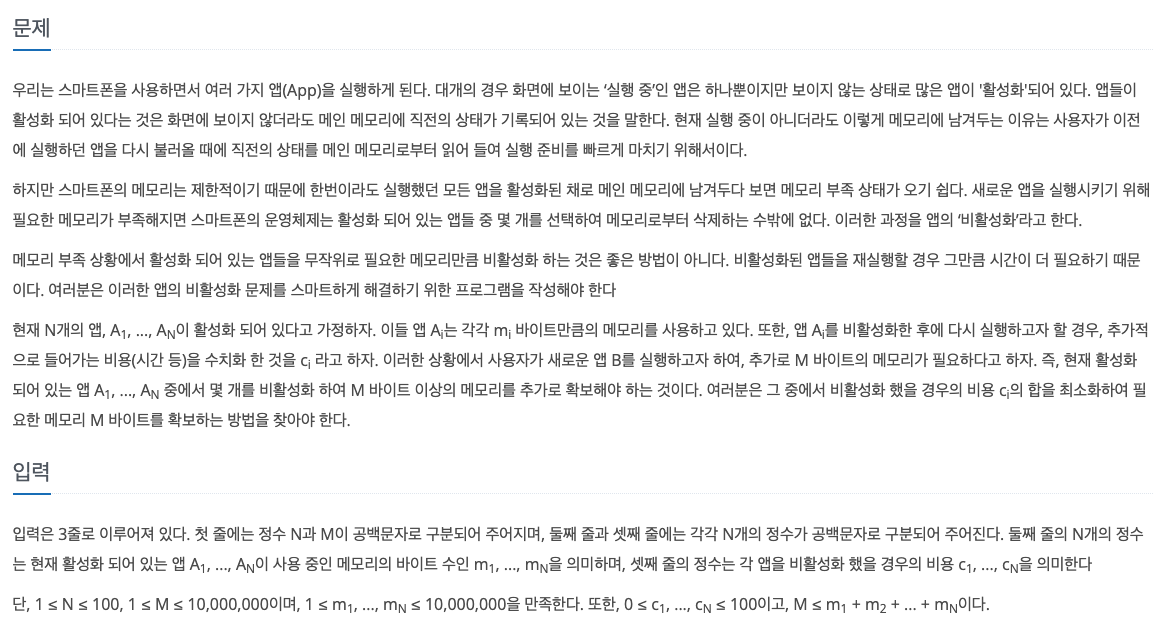 문제
우리는 스마트폰을 사용하면서 여러 가지 앱(App)을 실행하게 된다. 대개의 경우 화면에 보이는 ‘실행 중’인 앱은 하나뿐이지만 보이지 않는 상태로 많은 앱이 '활성화'되어 있다. 앱들이
활성화 되어 있다는 것은 화면에 보이지 않더라도 메인 메모리에 직전의 상태가 기록되어 있는 것을 말한다. 현재 실행 중이 아니더라도 이렇게 메모리에 남겨두는 이유는 사용자가 이전
에 실행하던 앱을 다시 불러올 때에 직전의 상태를 메인 메모리로부터 읽어 들여 실행 준비를 빠르게 마치기 위해서이다.
하지만 스마트폰의 메모리는 제한적이기 때문에 한번이라도 실행했던 모든 앱을 활성화된 채로 메인 메모리에 남겨두다 보면 메모리 부족 상태가 오기 쉽다. 새로운 앱을 실행시키기 위해
필요한 메모리가 부족해지면 스마트폰의 운영체제는 활성화 되어 있는 앱들 중 몇 개를 선택하여 메모리로부터 삭제하는 수밖에 없다. 이러한 과정을 앱의 ‘비활성화’라고 한다.
메모리 부족 상황에서 활성화 되어 있는 앱들을 무작위로 필요한 메모리만큼 비활성화 하는 것은 좋은 방법이 아니다. 비활성화된 앱들을 재실행할 경우 그만큼 시간이 더 필요하기 때문
이다. 여러분은 이러한 앱의 비활성화 문제를 스마트하게 해결하기 위한 프로그램을 작성해야 한다
현재 N개의 앱, A₁, ..., A_N이 활성화 되어 있다고 가정하자. 이들 앱 A_i는 각각 m_i 바이트만큼의 메모리를 사용하고 있다. 또한, 앱 A_i를 비활성화한 후에 다시 실행하고자 할 경우, 추가적
으로 들어가는 비용(시간 등)을 수치화 한 것을 c_i 라고 하자. 이러한 상황에서 사용자가 새로운 앱 B를 실행하고자 하여, 추가로 M 바이트의 메모리가 필요하다고 하자. 즉, 현재 활성화
되어 있는 앱 A₁, ..., A_N 중에서 몇 개를 비활성화 하여 M 바이트 이상의 메모리를 추가로 확보해야 하는 것이다. 여러분은 그 중에서 비활성화 했을 경우의 비용 c_i의 합을 최소화하여 필
요한 메모리 M 바이트를 확보하는 방법을 찾아야 한다.
입력
입력은 3줄로 이루어져 있다. 첫 줄에는 정수 N과 M이 공백문자로 구분되어 주어지며, 둘째 줄과 셋째 줄에는 각각 N개의 정수가 공백문자로 구분되어 주어진다. 둘째 줄의 N개의 정수
는 현재 활성화 되어 있는 앱 A₁, ..., A_N이 사용 중인 메모리의 바이트 수인 m₁, ..., m_N을 의미하며, 셋째 줄의 정수는 각 앱을 비활성화 했을 경우의 비용 c₁, ..., c_N을 의미한다
단, 1 ≤ N ≤ 100, 1 ≤ M ≤ 10,000,000이며, 1 ≤ m₁, ..., m_N ≤ 10,000,000을 만족한다. 또한, 0 ≤ c₁, ..., c_N ≤ 100이고, M ≤ m₁ + m₂ + ... + m_N이다.